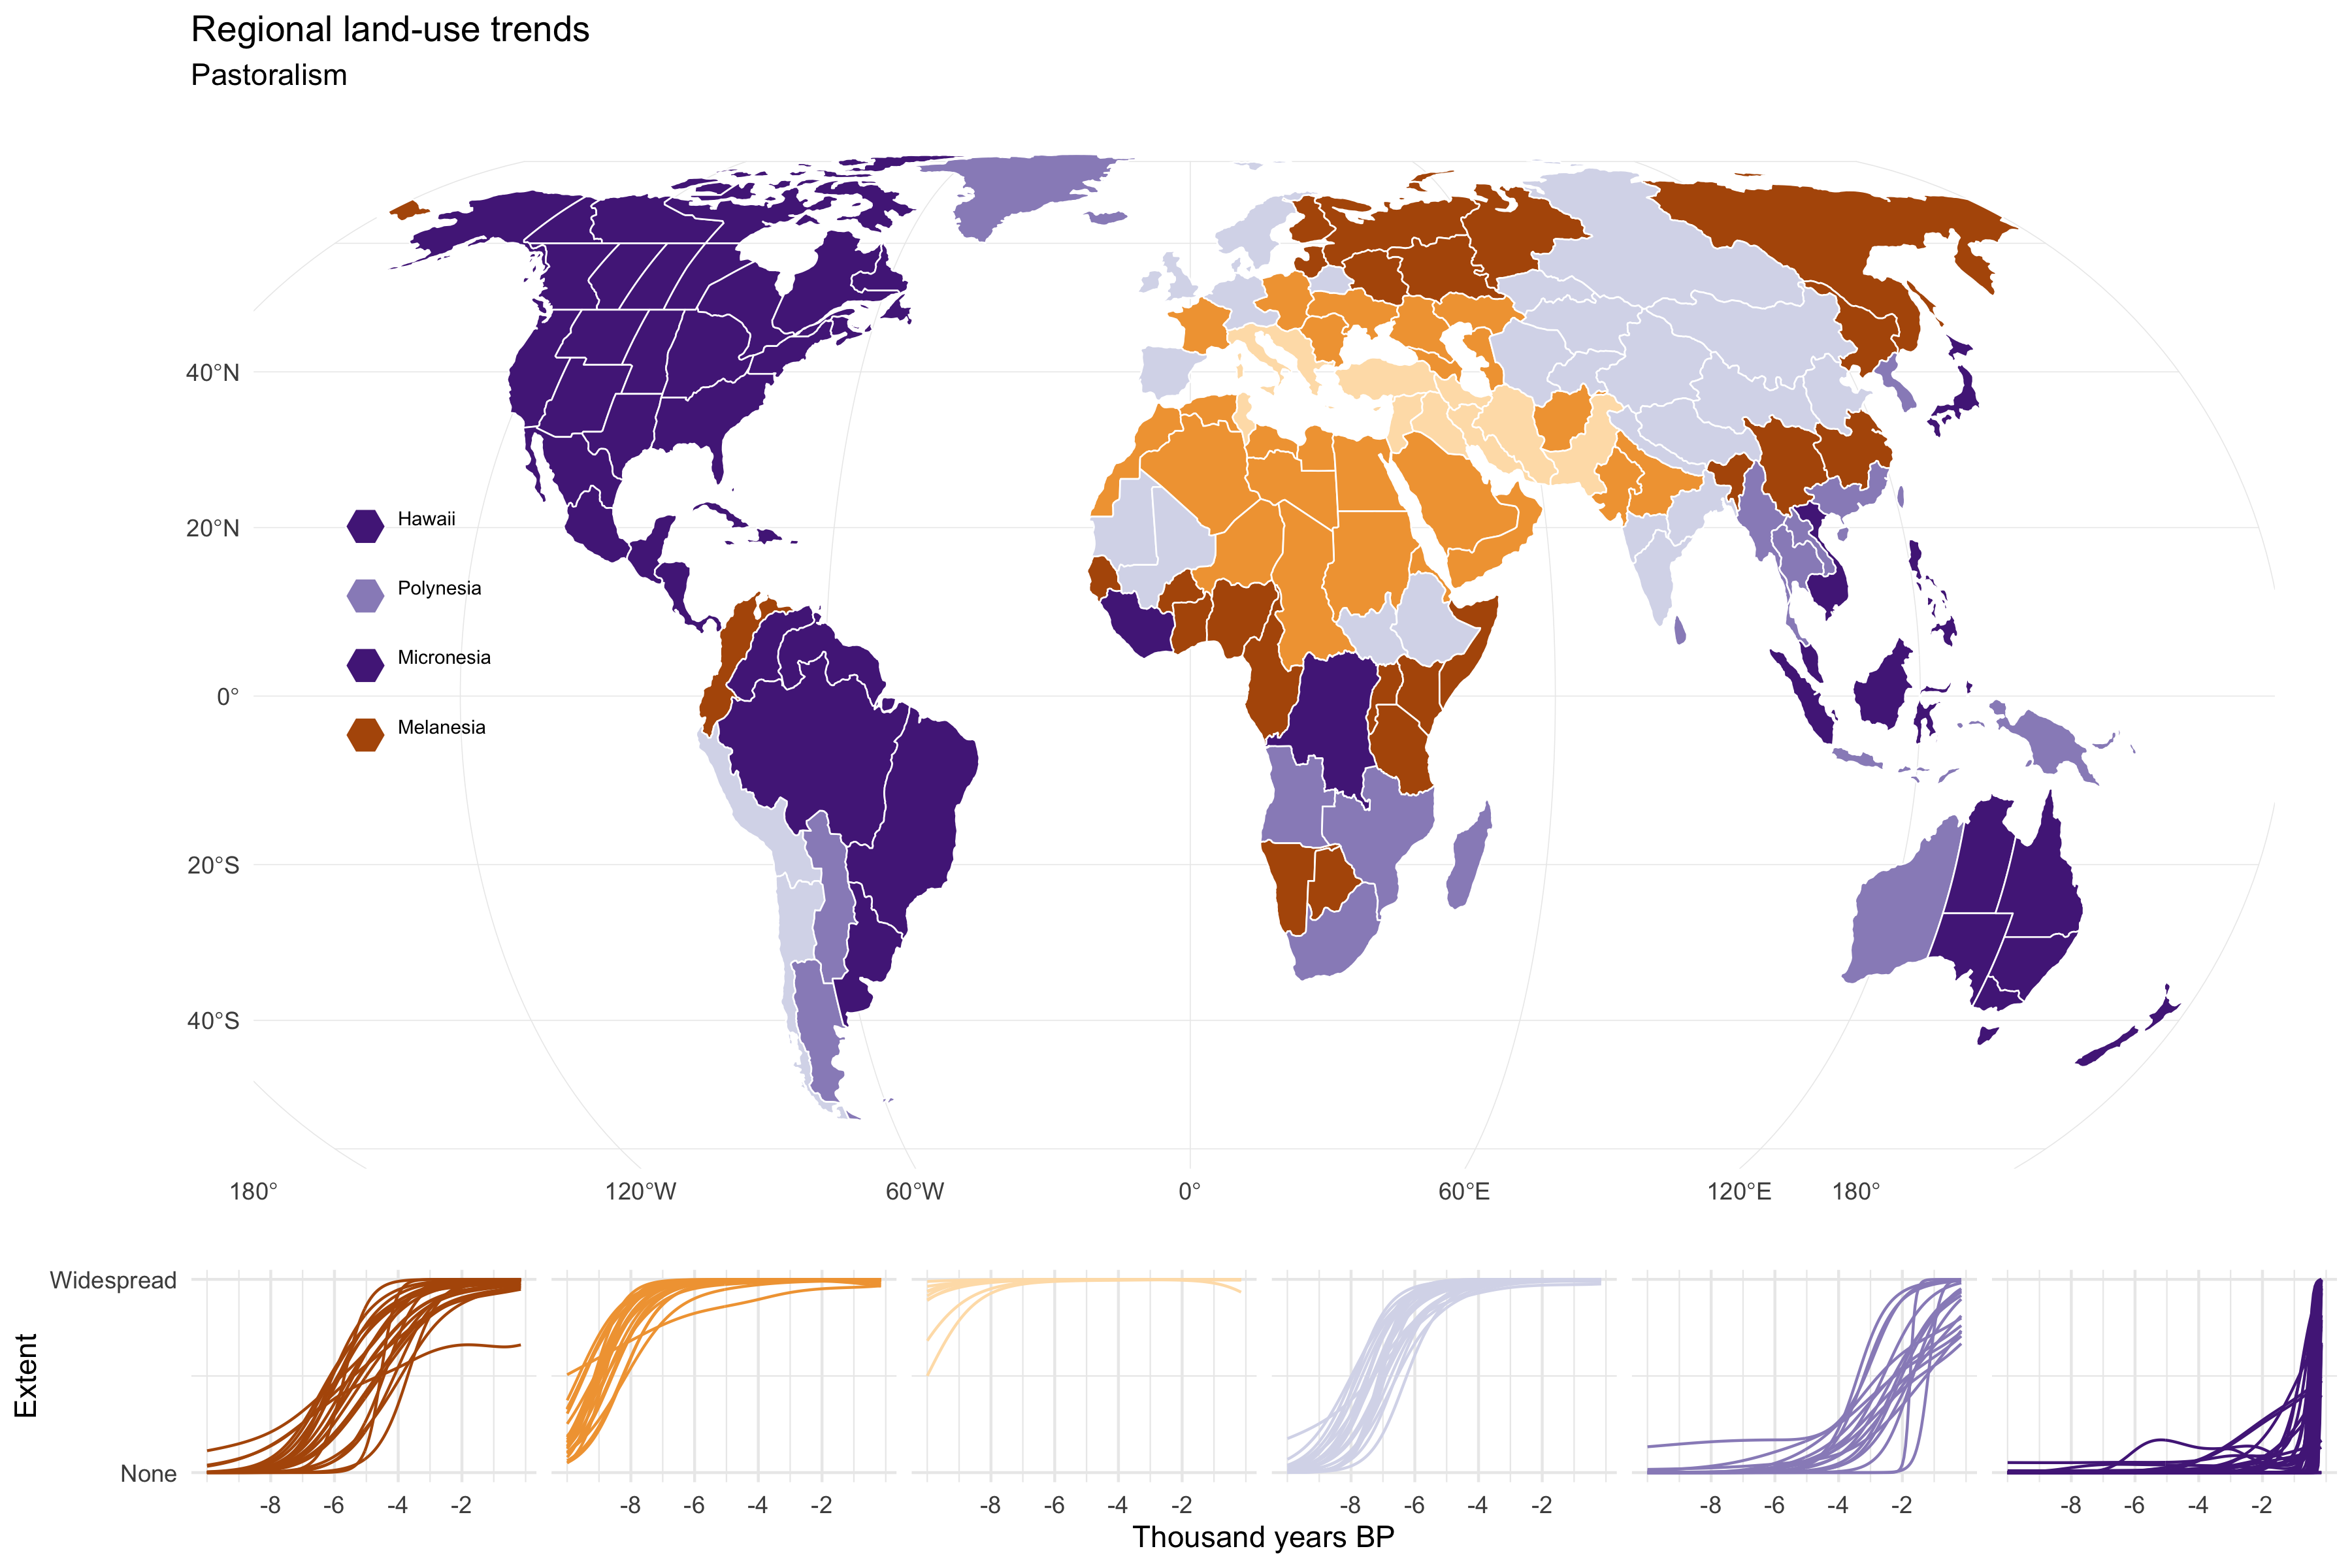 Regional land-use trends
Pastoralism
40°N
20°N
0°
20°S
40°S
Hawaii
Polynesia
Micronesia
Melanesia
180° 120°W 60°W 0° 60°E 120°E 180°
Extent
Widespread
None
-8 -6 -4 -2 -8 -6 -4 -2 -8 -6 -4 -2 -8 -6 -4 -2 -8 -6 -4 -2 -8 -6 -4 -2
Thousand years BP